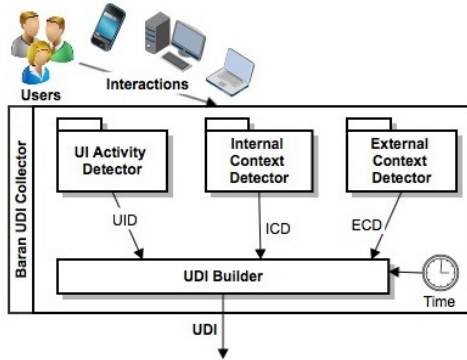 Users
Interactions
Baran UDI Collector
UI Activity
Detector
Internal
Context
Detector
External
Context
Detector
UID
ICD
ECD
UDI Builder
Time
UDI